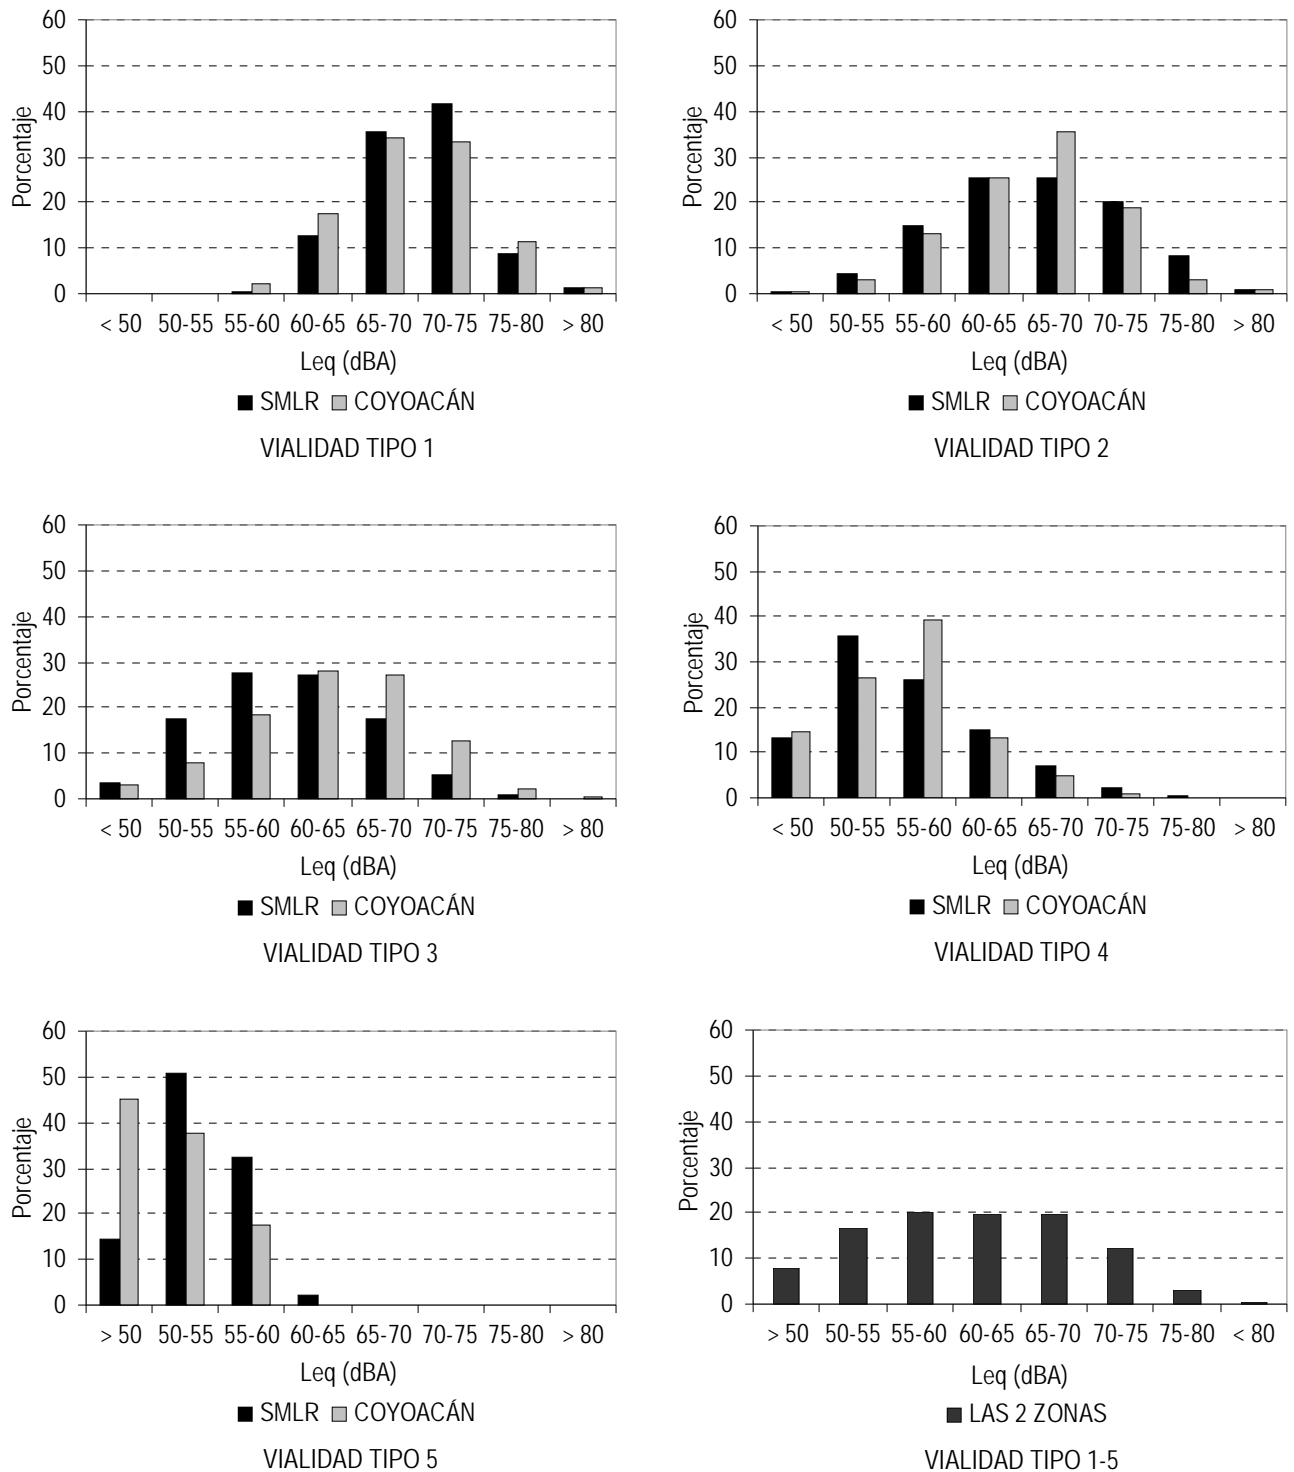 60
50
40
30
20
10
0
Porcentaje
< 50 50-55 55-60 60-65 65-70 70-75 75-80 > 80
Leq (dBA)
SMLR COYOACÁN
VIALIDAD TIPO 1
60
50
40
30
20
10
0
Porcentaje
< 50 50-55 55-60 60-65 65-70 70-75 75-80 > 80
Leq (dBA)
SMLR COYOACÁN
VIALIDAD TIPO 2
60
50
40
30
20
10
0
Porcentaje
< 50 50-55 55-60 60-65 65-70 70-75 75-80 > 80
Leq (dBA)
SMLR COYOACÁN
VIALIDAD TIPO 3
60
50
40
30
20
10
0
Porcentaje
< 50 50-55 55-60 60-65 65-70 70-75 75-80 > 80
Leq (dBA)
SMLR COYOACÁN
VIALIDAD TIPO 4
60
50
40
30
20
10
0
Porcentaje
> 50 50-55 55-60 60-65 65-70 70-75 75-80 > 80
Leq (dBA)
SMLR COYOACÁN
VIALIDAD TIPO 5
60
50
40
30
20
10
0
Porcentaje
> 50 50-55 55-60 60-65 65-70 70-75 75-80 < 80
Leq (dBA)
LAS 2 ZONAS
VIALIDAD TIPO 1-5